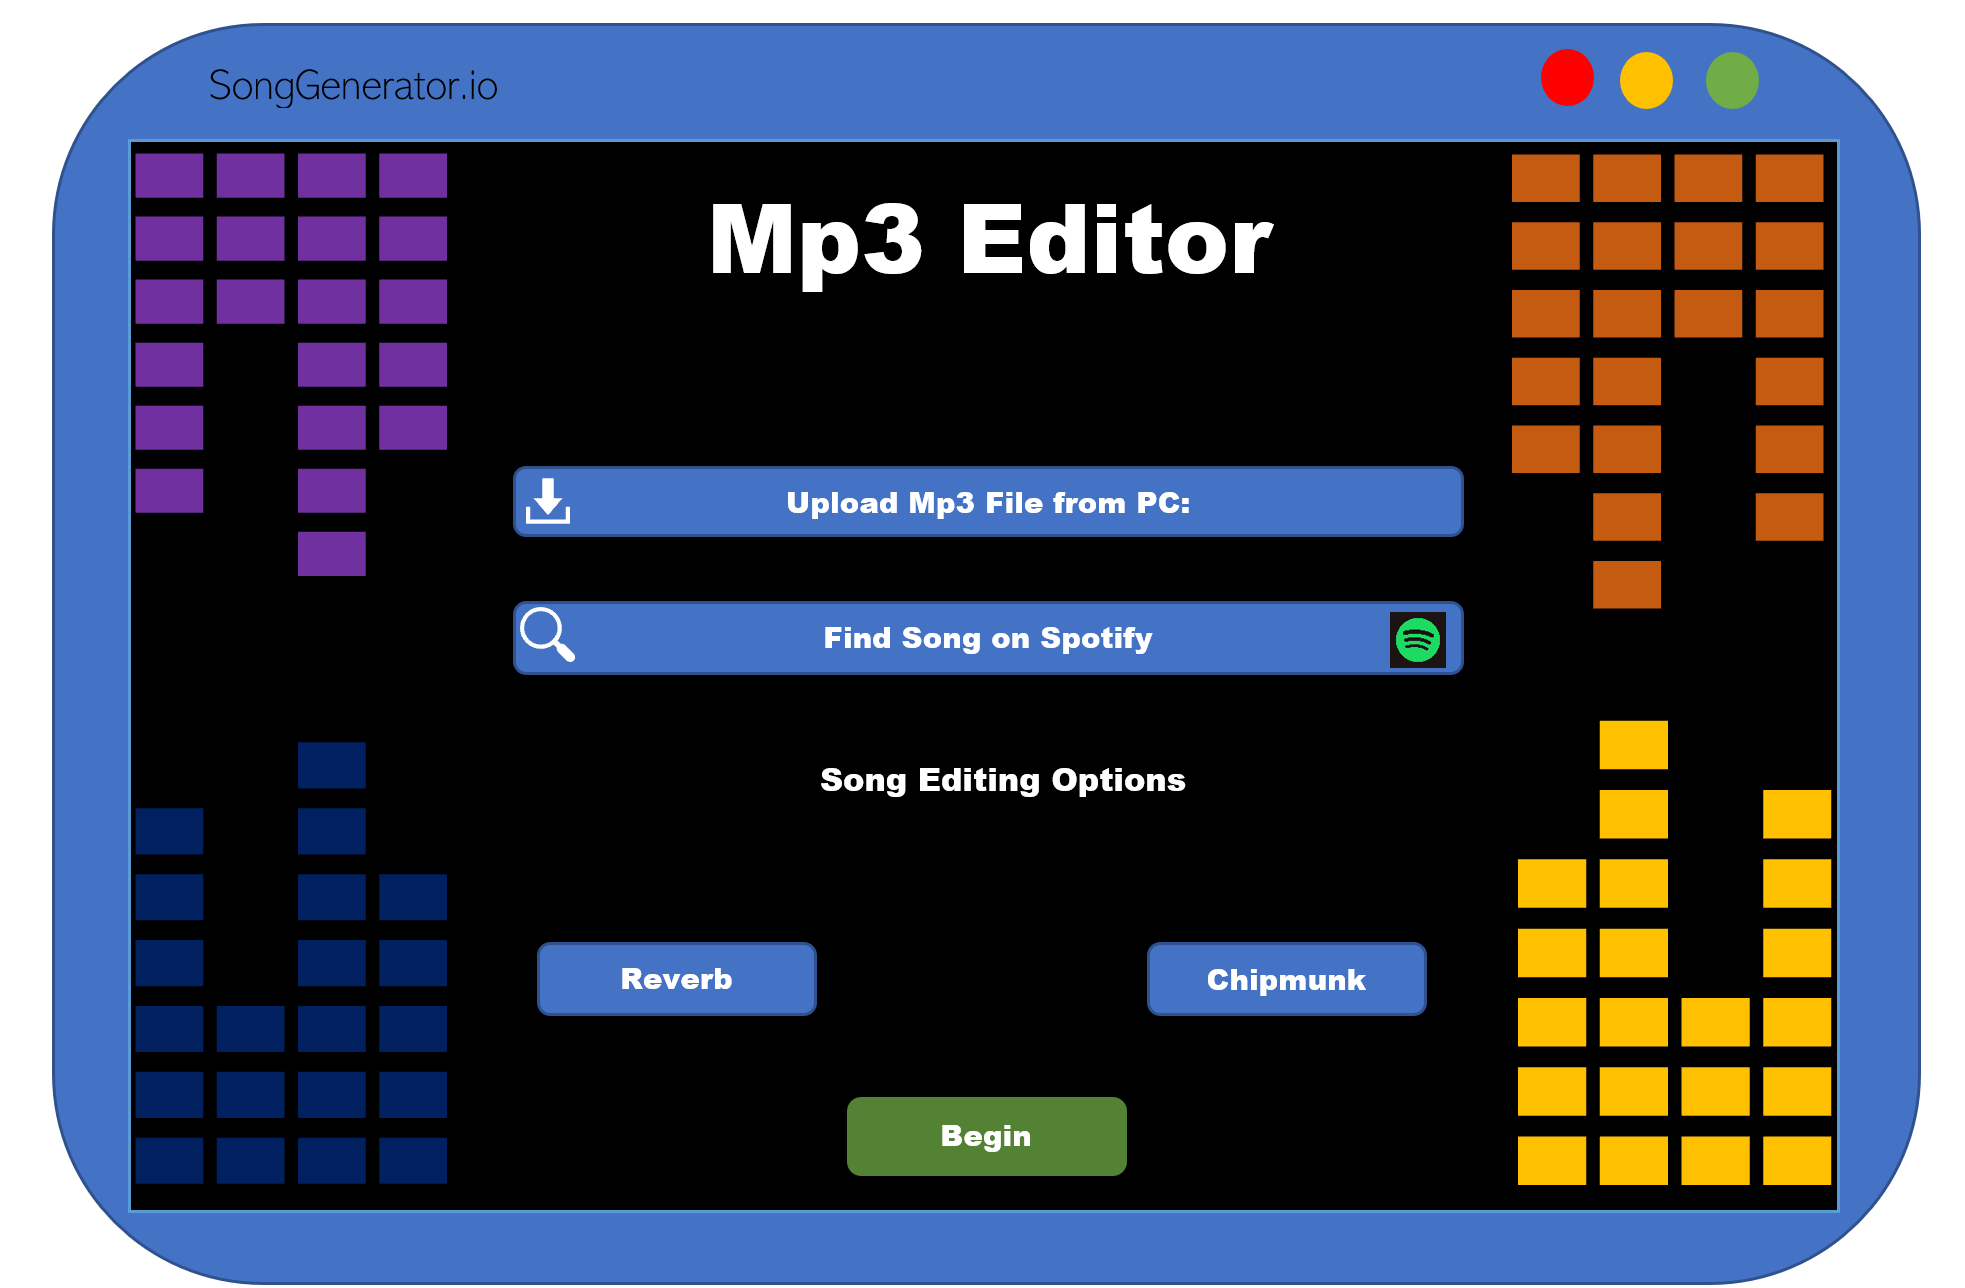 SongGenerator.io
Mp3 Editor
Upload Mp3 File from PC:
Find Song on Spotify
Song Editing Options
Reverb
Chipmunk
Begin